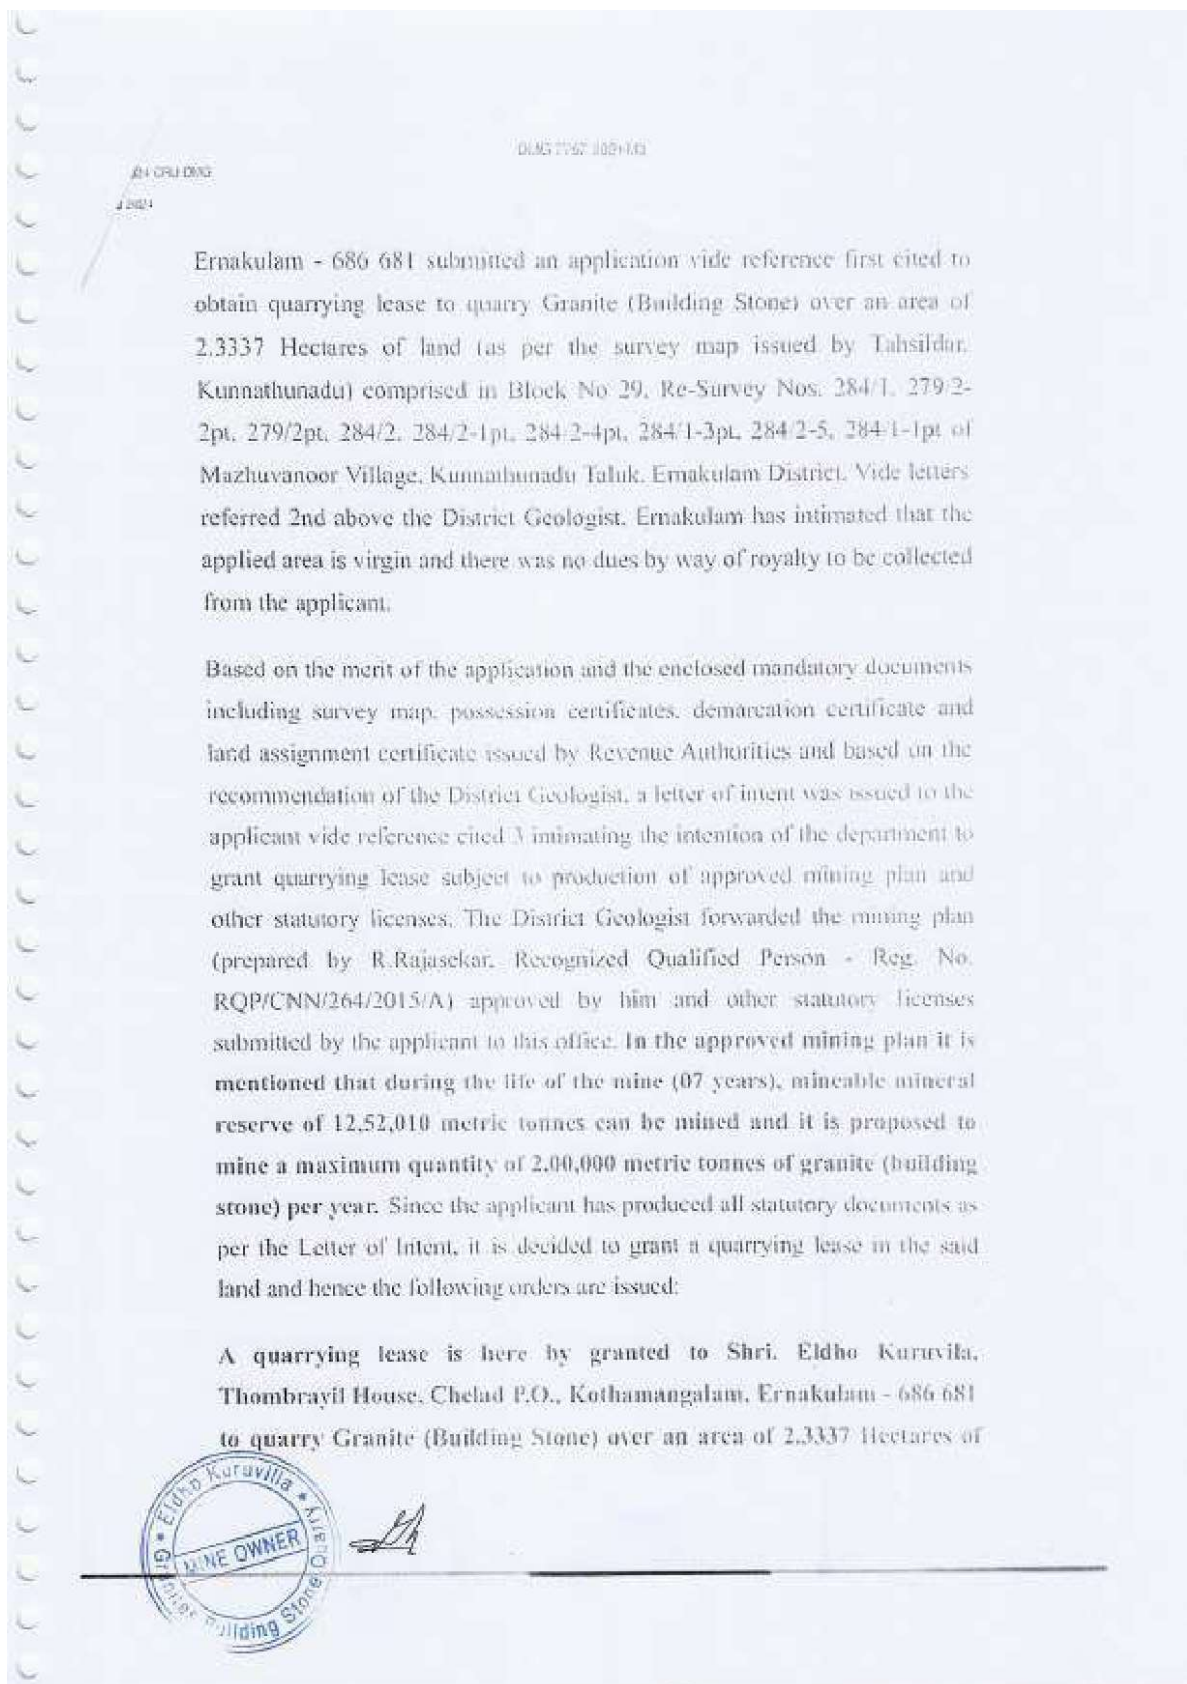 CRU DMG
Ernakulam - 686 681 submitted an application vide reference first cited to
obtain quarrying lease to quarry Granite (Building Stone) over an area of
2.3337 Hectares of land (as per the survey map issued by Tahsildar,
Kunnathunadu) comprised in Block No 29, Re-Survey Nos. 284/1, 279/2-
2pt, 279/2pt, 284/2, 284/2-1pt, 284/2-4pt, 284/1-3pt, 284/2-5, 284/1-1pt of
Mazhuvanoor Village, Kunnathunadu Taluk, Ernakulam District. Vide letters
referred 2nd above the District Geologist, Ernakulam has intimated that the
applied area is virgin and there was no dues by way of royalty to be collected
from the applicant.
Based on the merit of the application and the enclosed mandatory documents
including survey map, possession certificates, demarcation certificate and
land assignment certificate issued by Revenue Authorities and based on the
recommendation of the District Geologist, a letter of intent was issued to the
applicant vide reference cited 3 intimating the intention of the department to
grant quarrying lease subject to production of approved mining plan and
other statutory licenses. The District Geologist forwarded the mining plan
(prepared by R.Rajasekar, Recognized Qualified Person - Reg. No.
RQP/CNN/264/2015/A) approved by him and other statutory licenses
submitted by the applicant to this office. In the approved mining plan it is
mentioned that during the life of the mine (07 years), mineable mineral
reserve of 12,52,010 metric tonnes can be mined and it is proposed to
mine a maximum quantity of 2,00,000 metric tonnes of granite (building
stone) per year. Since the applicant has produced all statutory documents as
per the Letter of Intent, it is decided to grant a quarrying lease in the said
land and hence the following orders are issued:
A quarrying lease is here by granted to Shri. Eldho Kuruvila,
Thombrayil House, Chelad P.O., Kothamangalam, Ernakulam - 686 681
to quarry Granite (Building Stone) over an area of 2.3337 Hectares of
Eldho Kuruvilla
MINE OWNER
Building Stone Quarry